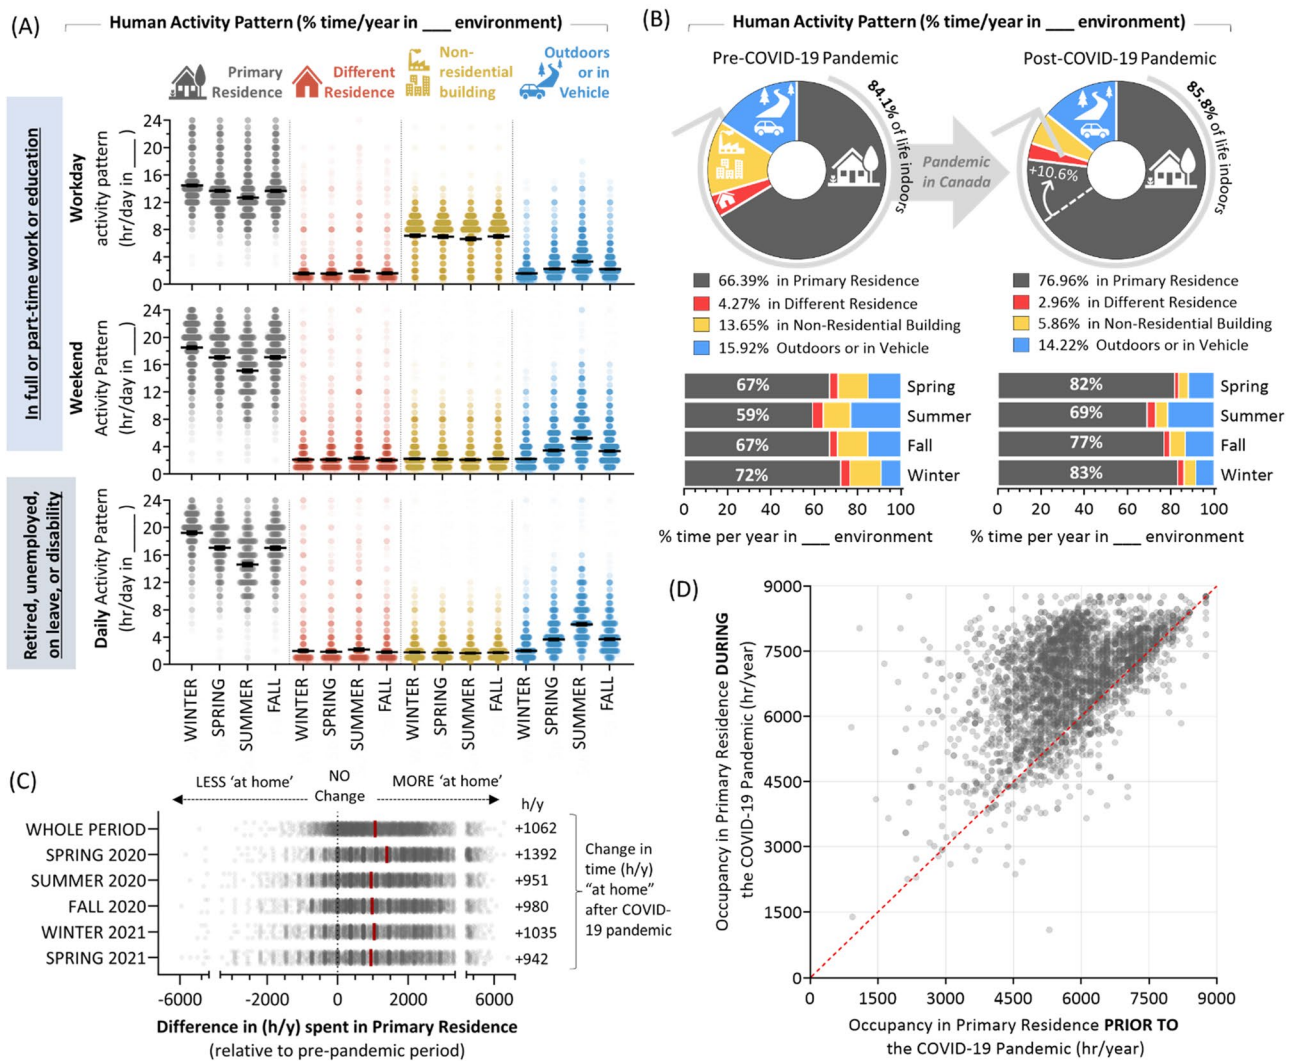 (A)
Human Activity Pattern (% time/year in ___ environment)
Primary
Residence
Different
Residence
Non-
residential
building
Outdoors
or in
Vehicle
In full or part-time work or education
Workday
activity pattern
(hr/day in ____)
24
20
16
12
8
4
0
Weekend
Activity Pattern
(hr/day in ____)
24
20
16
12
8
4
0
Retired, unemployed,
on leave, or disability
Daily Activity Pattern
(hr/day in ____)
24
20
16
12
8
4
0
WINTER
SPRING
SUMMER
FALL
WINTER
SPRING
SUMMER
FALL
WINTER
SPRING
SUMMER
FALL
WINTER
SPRING
SUMMER
FALL
(B)
Human Activity Pattern (% time/year in ___ environment)
Pre-COVID-19 Pandemic
84.1% of life indoors
Pandemic
in Canada
Post-COVID-19 Pandemic
85.8% of life indoors
+10.6%
66.39% in Primary Residence
4.27% in Different Residence
13.65% in Non-Residential Building
15.92% Outdoors or in Vehicle
76.96% in Primary Residence
2.96% in Different Residence
5.86% in Non-Residential Building
14.22% Outdoors or in Vehicle
67% Spring
59% Summer
67% Fall
72% Winter
0 20 40 60 80 100
% time per year in ___ environment
82% Spring
69% Summer
77% Fall
83% Winter
0 20 40 60 80 100
% time per year in ___ environment
(C)
LESS 'at home'
NO
Change
MORE 'at home'
h/y
WHOLE PERIOD +1062
SPRING 2020 +1392
SUMMER 2020 +951
FALL 2020 +980
WINTER 2021 +1035
SPRING 2021 +942
Change in
time (h/y)
"at home"
after COVID-
19 pandemic
-6000 -2000 0 2000 6000
Difference in (h/y) spent in Primary Residence
(relative to pre-pandemic period)
(D)
Occupancy in Primary Residence DURING
the COVID-19 Pandemic (hr/year)
9000
7500
6000
4500
3000
1500
0
0 1500 3000 4500 6000 7500 9000
Occupancy in Primary Residence PRIOR TO
the COVID-19 Pandemic (hr/year)